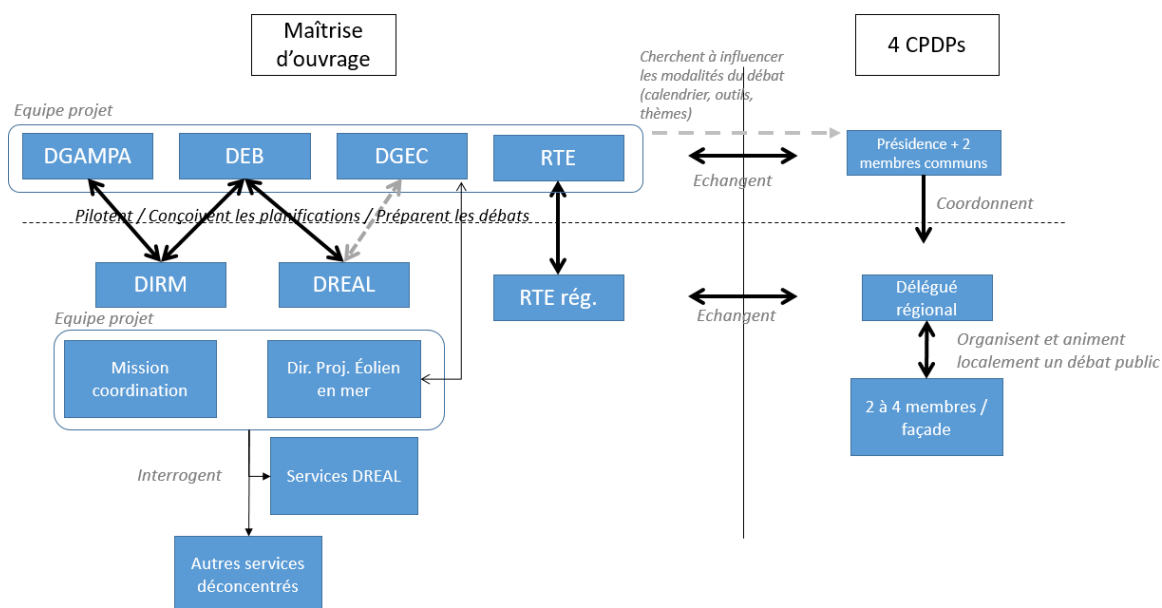 Maîtrise
d’ouvrage
4 CPDPs
Cherchent à influencer
les modalités du débat
(calendrier, outils,
thèmes)
Equipe projet
DGAMPA
DEB
DGEC
RTE
Echangent
Présidence + 2
membres communs
Pilotent / Conçoivent les planifications / Préparent les débats
Coordonnent
DIRM
DREAL
RTE rég.
Echangent
Délégué
régional
Equipe projet
Mission
coordination
Dir. Proj. Éolien
en mer
Organisent et animent
localement un débat public
2 à 4 membres /
façade
Interrogent
Services DREAL
Autres services
déconcentrés